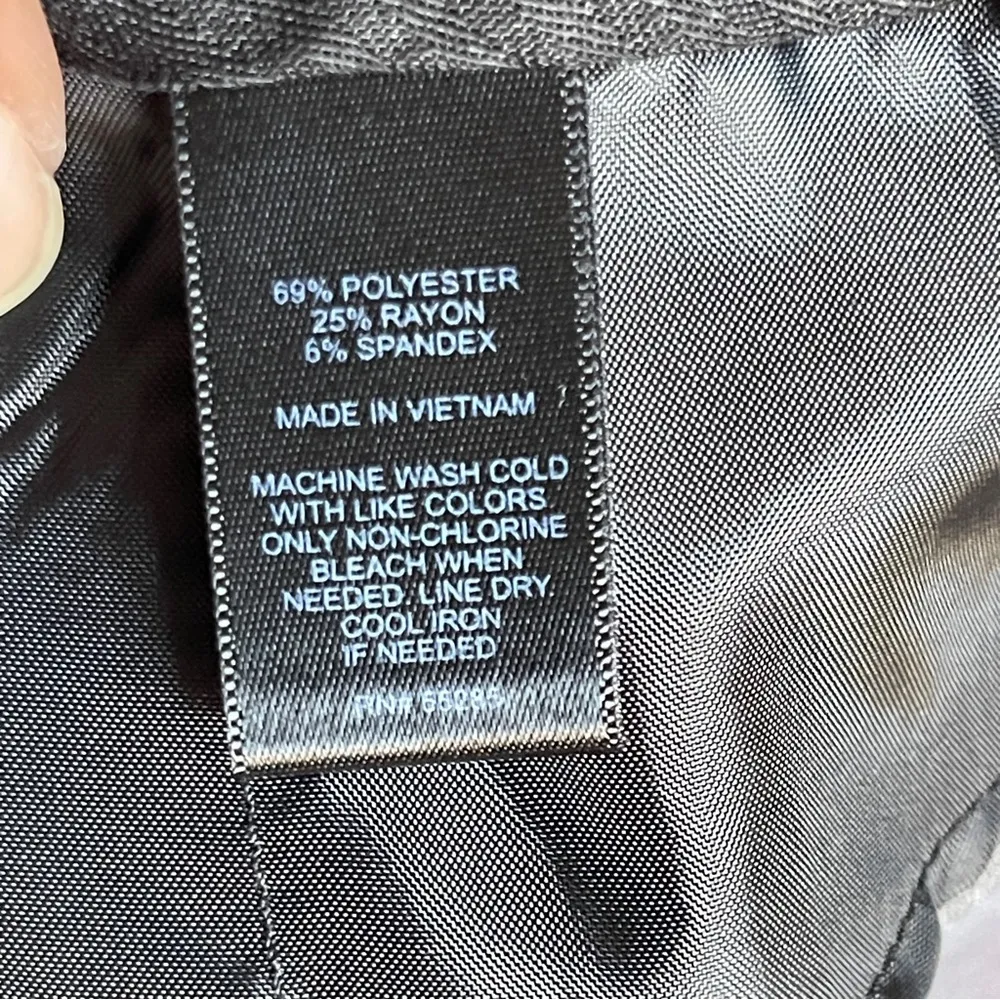 69% POLYESTER
25% RAYON
6% SPANDEX
MADE IN VIETNAM
MACHINE WASH COLD
WITH LIKE COLORS
ONLY NON-CHLORINE
BLEACH WHEN
NEEDED, LINE DRY
COOL IRON
IF NEEDED
RN#